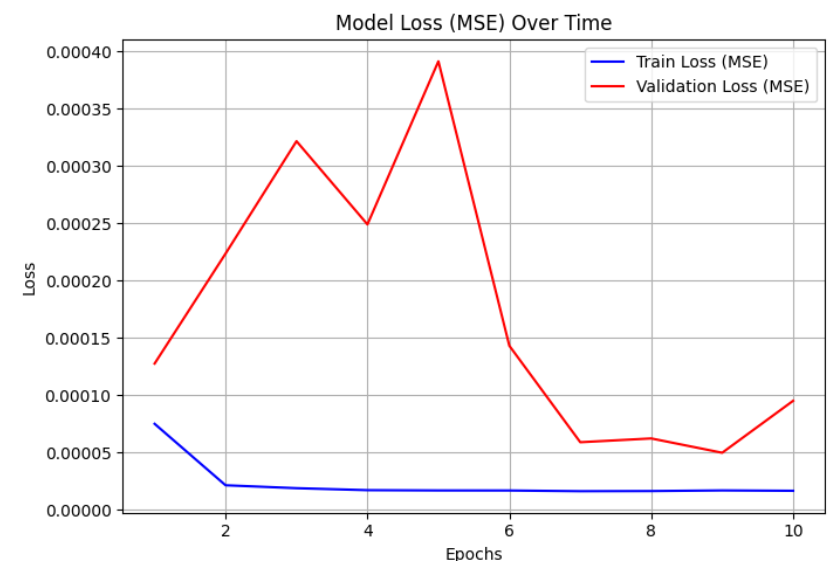 Model Loss (MSE) Over Time
Train Loss (MSE)
Validation Loss (MSE)
0.00040
0.00035
0.00030
0.00025
0.00020
0.00015
0.00010
0.00005
0.00000
Loss
2 4 6 8 10
Epochs